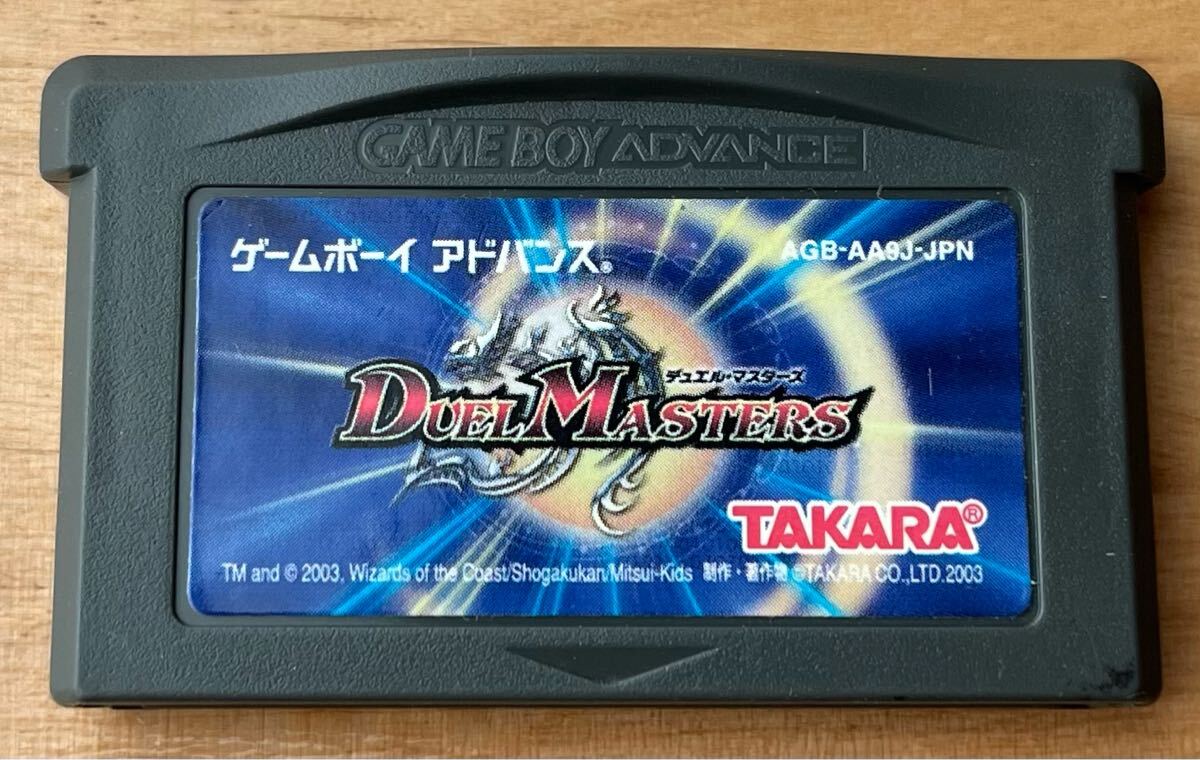 GAME BOY ADVANCE
ゲームボーイ アドバンス® AGB-AA9J-JPN
デュエル・マスターズ
DUEL MASTERS
TAKARA®
TM and © 2003, Wizards of the Coast/Shogakukan/Mitsui-Kids 制作・著作物 ©TAKARA CO.,LTD.2003